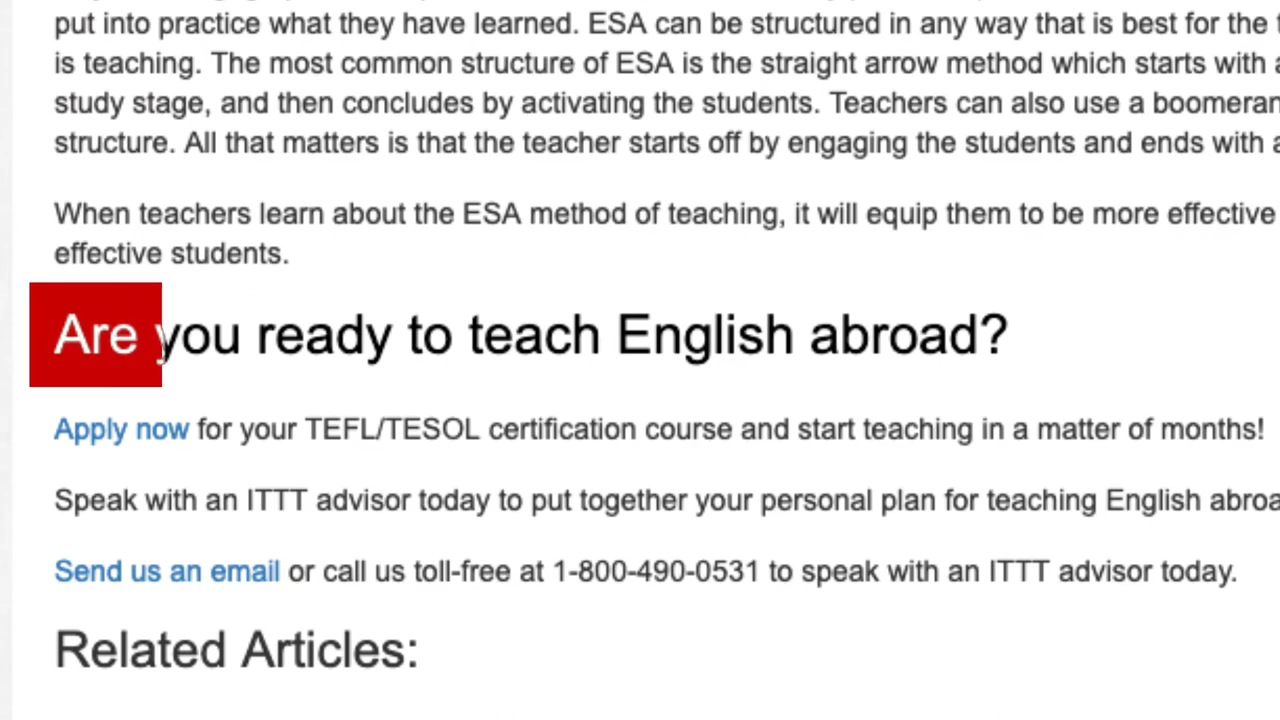 put into practice what they have learned. ESA can be structured in any way that is best for the
is teaching. The most common structure of ESA is the straight arrow method which starts with a
study stage, and then concludes by activating the students. Teachers can also use a
structure. All that matters is that the teacher starts off by engaging the students and ends with a
When teachers learn about the ESA method of teaching, it will equip them to be more effective
effective students.
Are you ready to teach English abroad?
Apply now for your TEFL/TESOL certification course and start teaching in a matter of months!
Speak with an ITTT advisor today to put together your personal plan for teaching English
Send us an email or call us toll-free at 1-800-490-0531 to speak with an ITTT advisor today.
Related Articles: